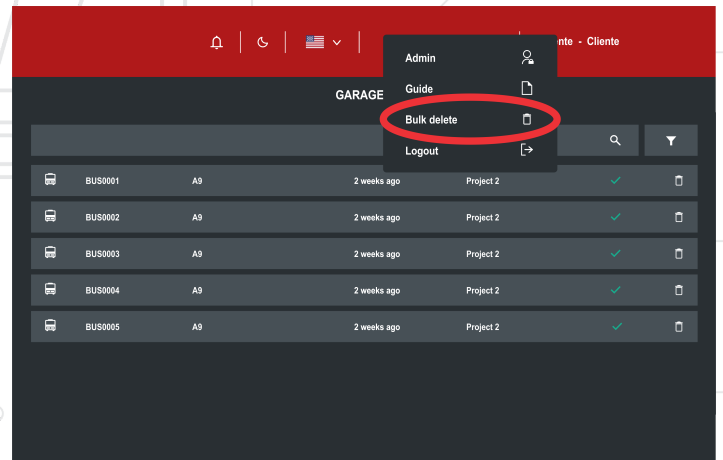 nte - Cliente
Admin
GARAGE
Guide
Bulk delete
Logout
BUS0001 A9 2 weeks ago Project 2
BUS0002 A9 2 weeks ago Project 2
BUS0003 A9 2 weeks ago Project 2
BUS0004 A9 2 weeks ago Project 2
BUS0005 A9 2 weeks ago Project 2